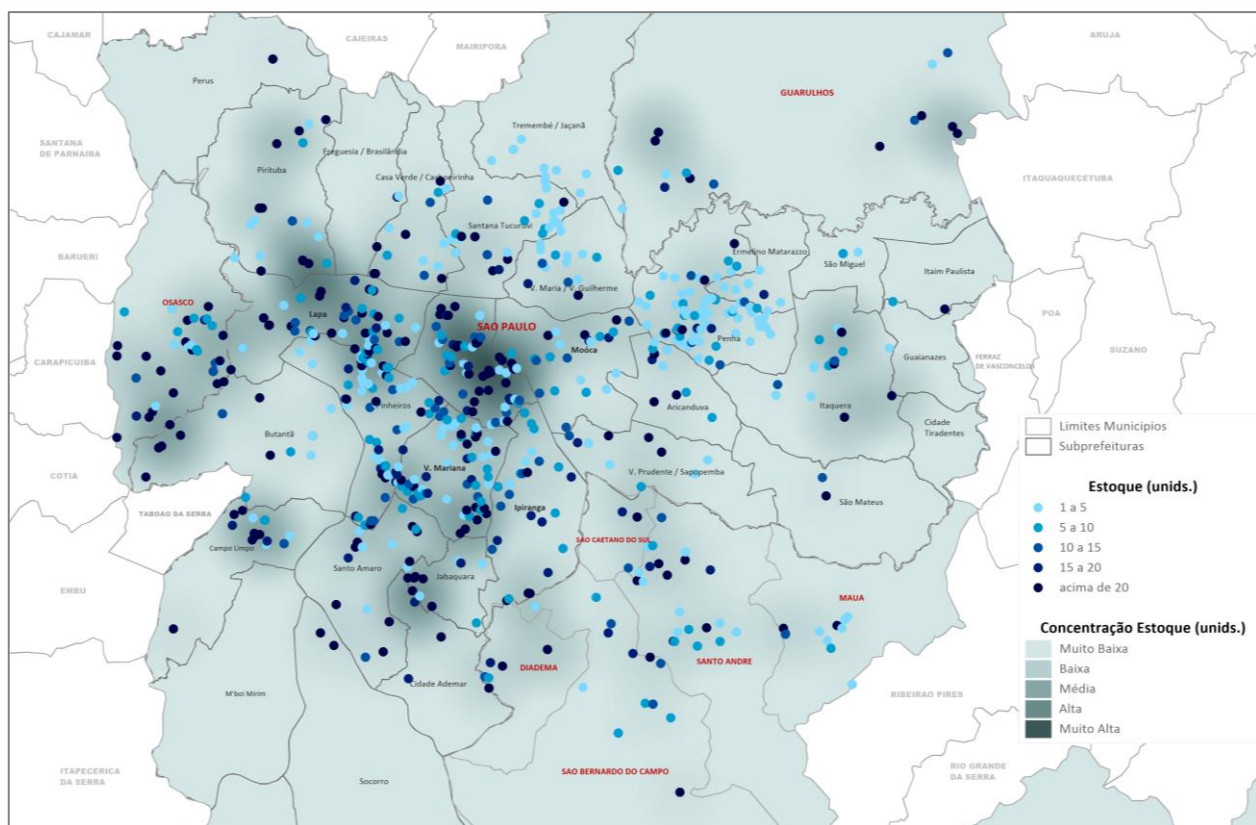 CAJAMAR
CAIEIRAS
MAIRIPORA
ARUJA
Perus
GUARULHOS
SANTANA
DE PARNAIBA
Tremembé / Jaçanã
Freguesia / Brasilândia
Pirituba
Casa Verde / Cachoeirinha
ITAQUAQUECETUBA
Santana Tucuruvi
BARUERI
Ermelino Matarazzo
São Miguel
Itaim Paulista
V. Maria / V. Guilherme
OSASCO
Lapa
SAO PAULO
POA
Penha
Moóca
SUZANO
CARAPICUIBA
Guaianazes
FERRAZ
DE VASCONCELOS
Pinheiros
Aricanduva
Itaquera
Cidade
Tiradentes
Butantã
V. Mariana
V. Prudente / Sapopemba
COTIA
São Mateus
Ipiranga
TABOAO DA SERRA
SAO CAETANO DO SUL
Campo Limpo
Santo Amaro
Jabaquara
EMBU
MAUA
SANTO ANDRE
DIADEMA
Cidade Ademar
M'boi Mirim
RIBEIRAO PIRES
ITAPECERICA
DA SERRA
Socorro
SAO BERNARDO DO CAMPO
RIO GRANDE
DA SERRA
Limites Municipios
Subprefeituras
Estoque (unids.)
1 a 5
5 a 10
10 a 15
15 a 20
acima de 20
Concentração Estoque (unids.)
Muito Baixa
Baixa
Média
Alta
Muito Alta